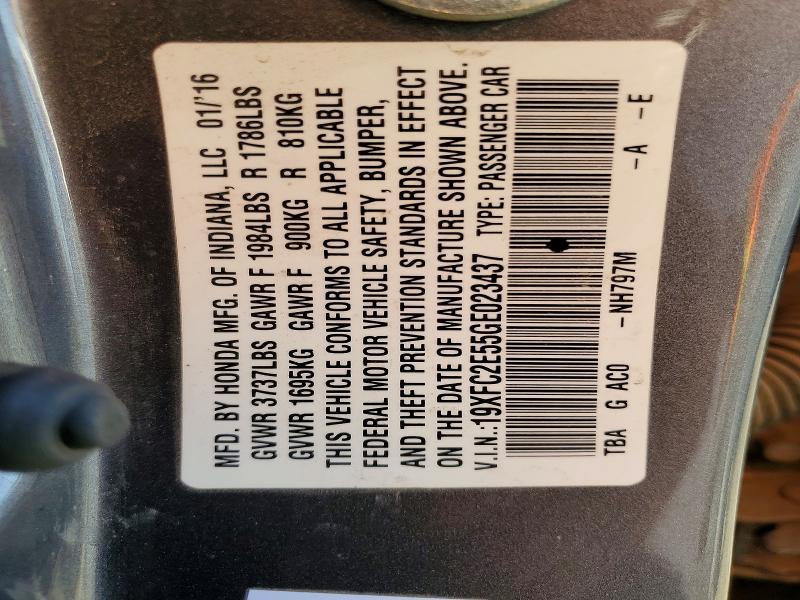 MFD. BY HONDA MFG. OF INDIANA, LLC 01/'16
GVWR 3737LBS GAWR F 1984LBS R 1786LBS
GVWR 1695KG GAWR F 900KG R 810KG
THIS VEHICLE CONFORMS TO ALL APPLICABLE
FEDERAL MOTOR VEHICLE SAFETY, BUMPER,
AND THEFT PREVENTION STANDARDS IN EFFECT
ON THE DATE OF MANUFACTURE SHOWN ABOVE.
V.I.N.:19XFC2E55GE023437 TYPE: PASSENGER CAR
TBA G AC0 -NH797M -A -E